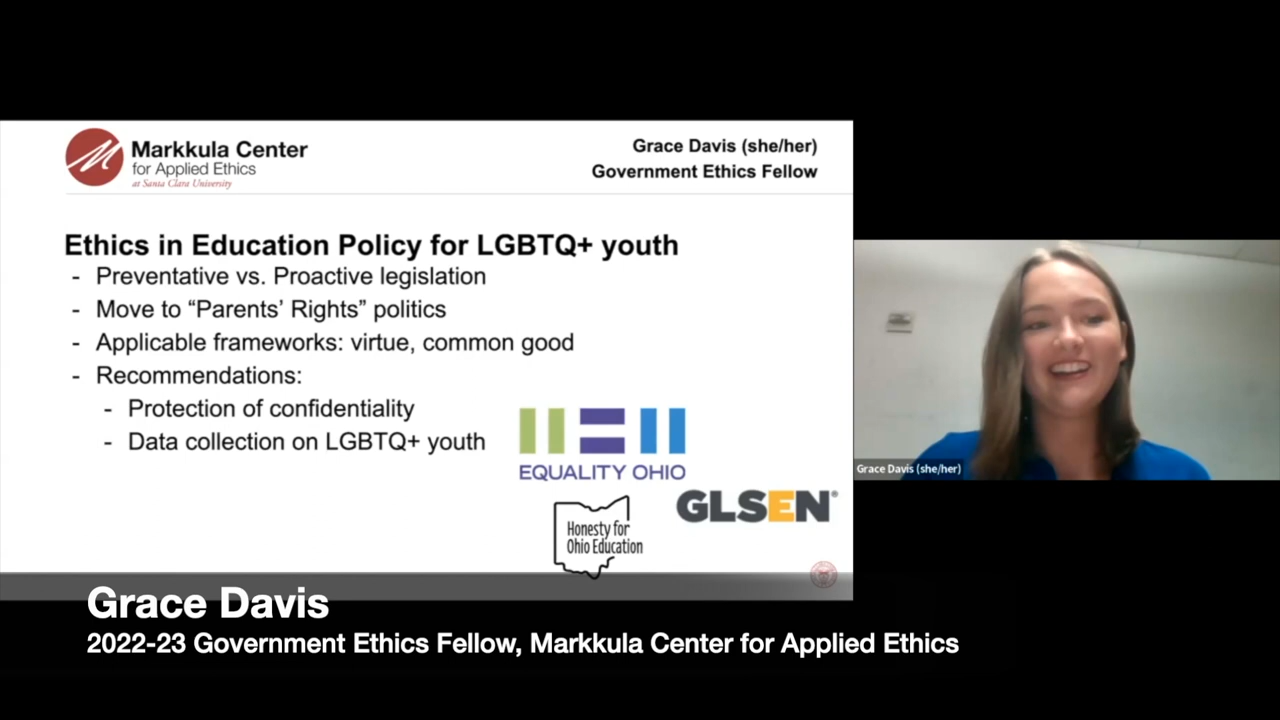 Markkula Center
for Applied Ethics
at Santa Clara University
Grace Davis (she/her)
Government Ethics Fellow
Ethics in Education Policy for LGBTQ+ youth
- Preventative vs. Proactive legislation
- Move to “Parents’ Rights” politics
- Applicable frameworks: virtue, common good
- Recommendations:
- Protection of confidentiality
- Data collection on LGBTQ+ youth
EQUALITY OHIO
GLSEN®
Honesty for
Ohio Education
Grace Davis (she/her)
Grace Davis
2022-23 Government Ethics Fellow, Markkula Center for Applied Ethics